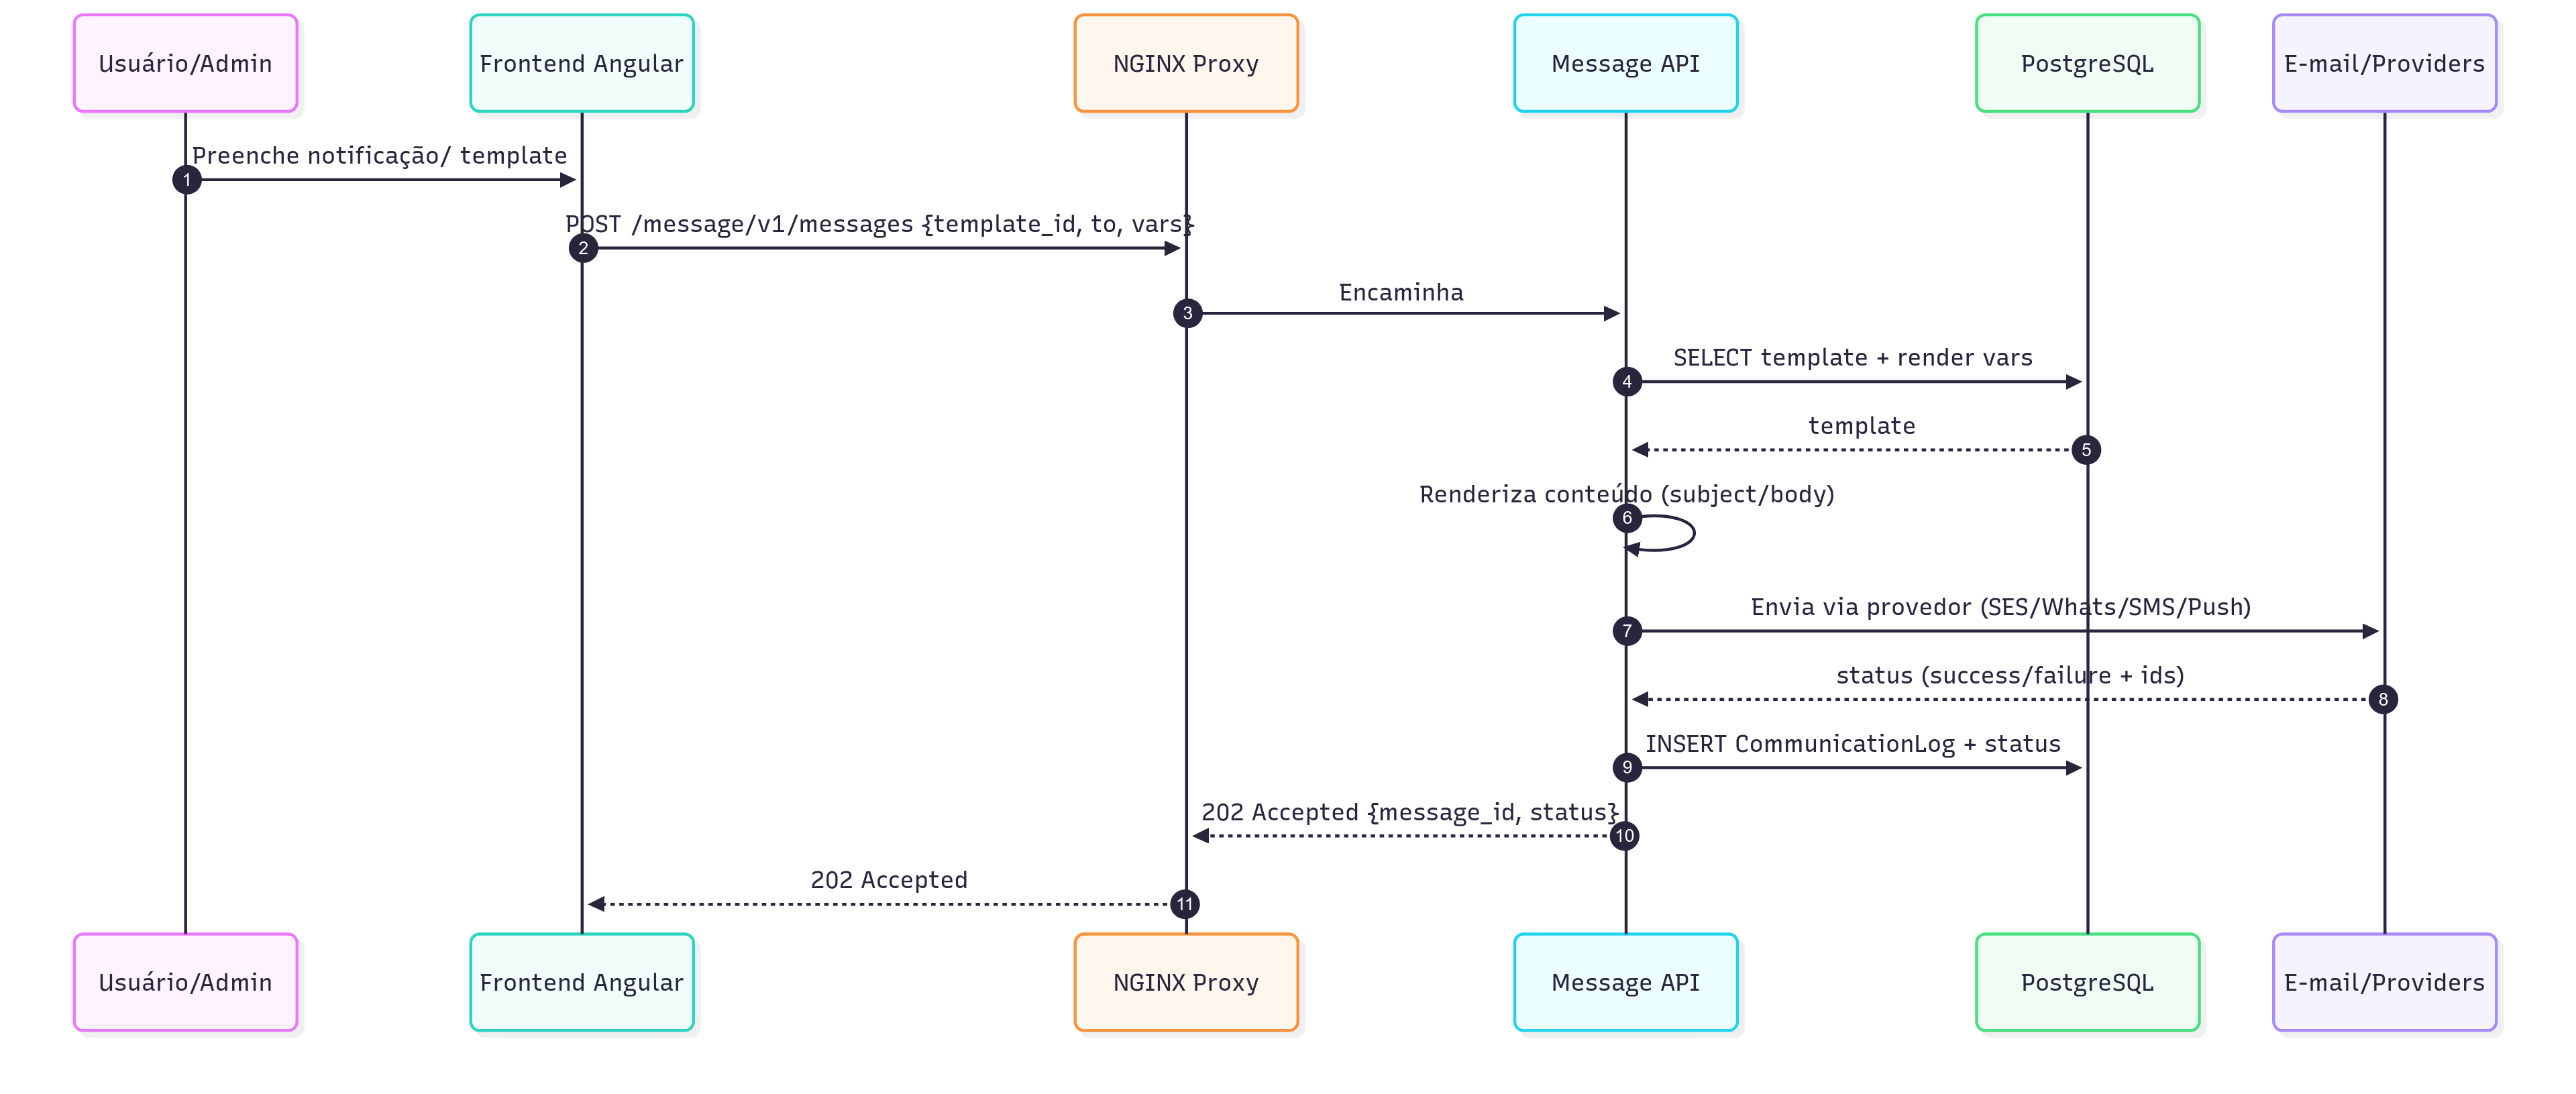 Usuário/Admin
Frontend Angular
NGINX Proxy
Message API
PostgreSQL
E-mail/Providers
Preenche notificação/ template
1
POST /message/v1/messages {template_id, to, vars}
2
Encaminha
3
SELECT template + render vars
4
template
5
Renderiza conteúdo (subject/body)
6
Envia via provedor (SES/Whats/SMS/Push)
7
status (success/failure + ids)
8
INSERT CommunicationLog + status
9
202 Accepted {message_id, status}
10
202 Accepted
11
Usuário/Admin
Frontend Angular
NGINX Proxy
Message API
PostgreSQL
E-mail/Providers